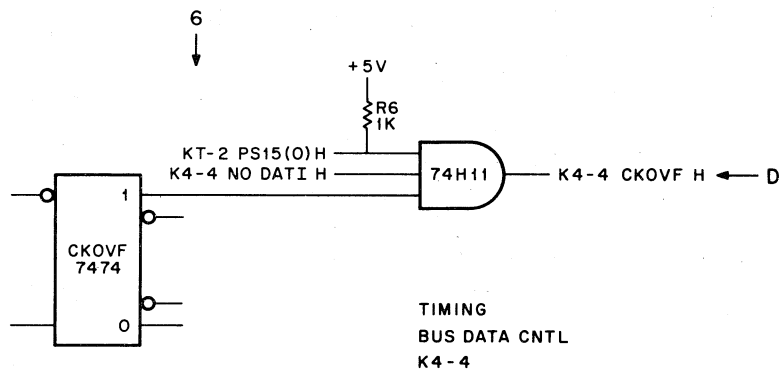 6
+5V
R6
1K
KT-2 PS15(0)H
K4-4 NO DATI H
74H11
K4-4 CKOVF H
D
1
CKOVF
7474
0
TIMING
BUS DATA CNTL
K4-4